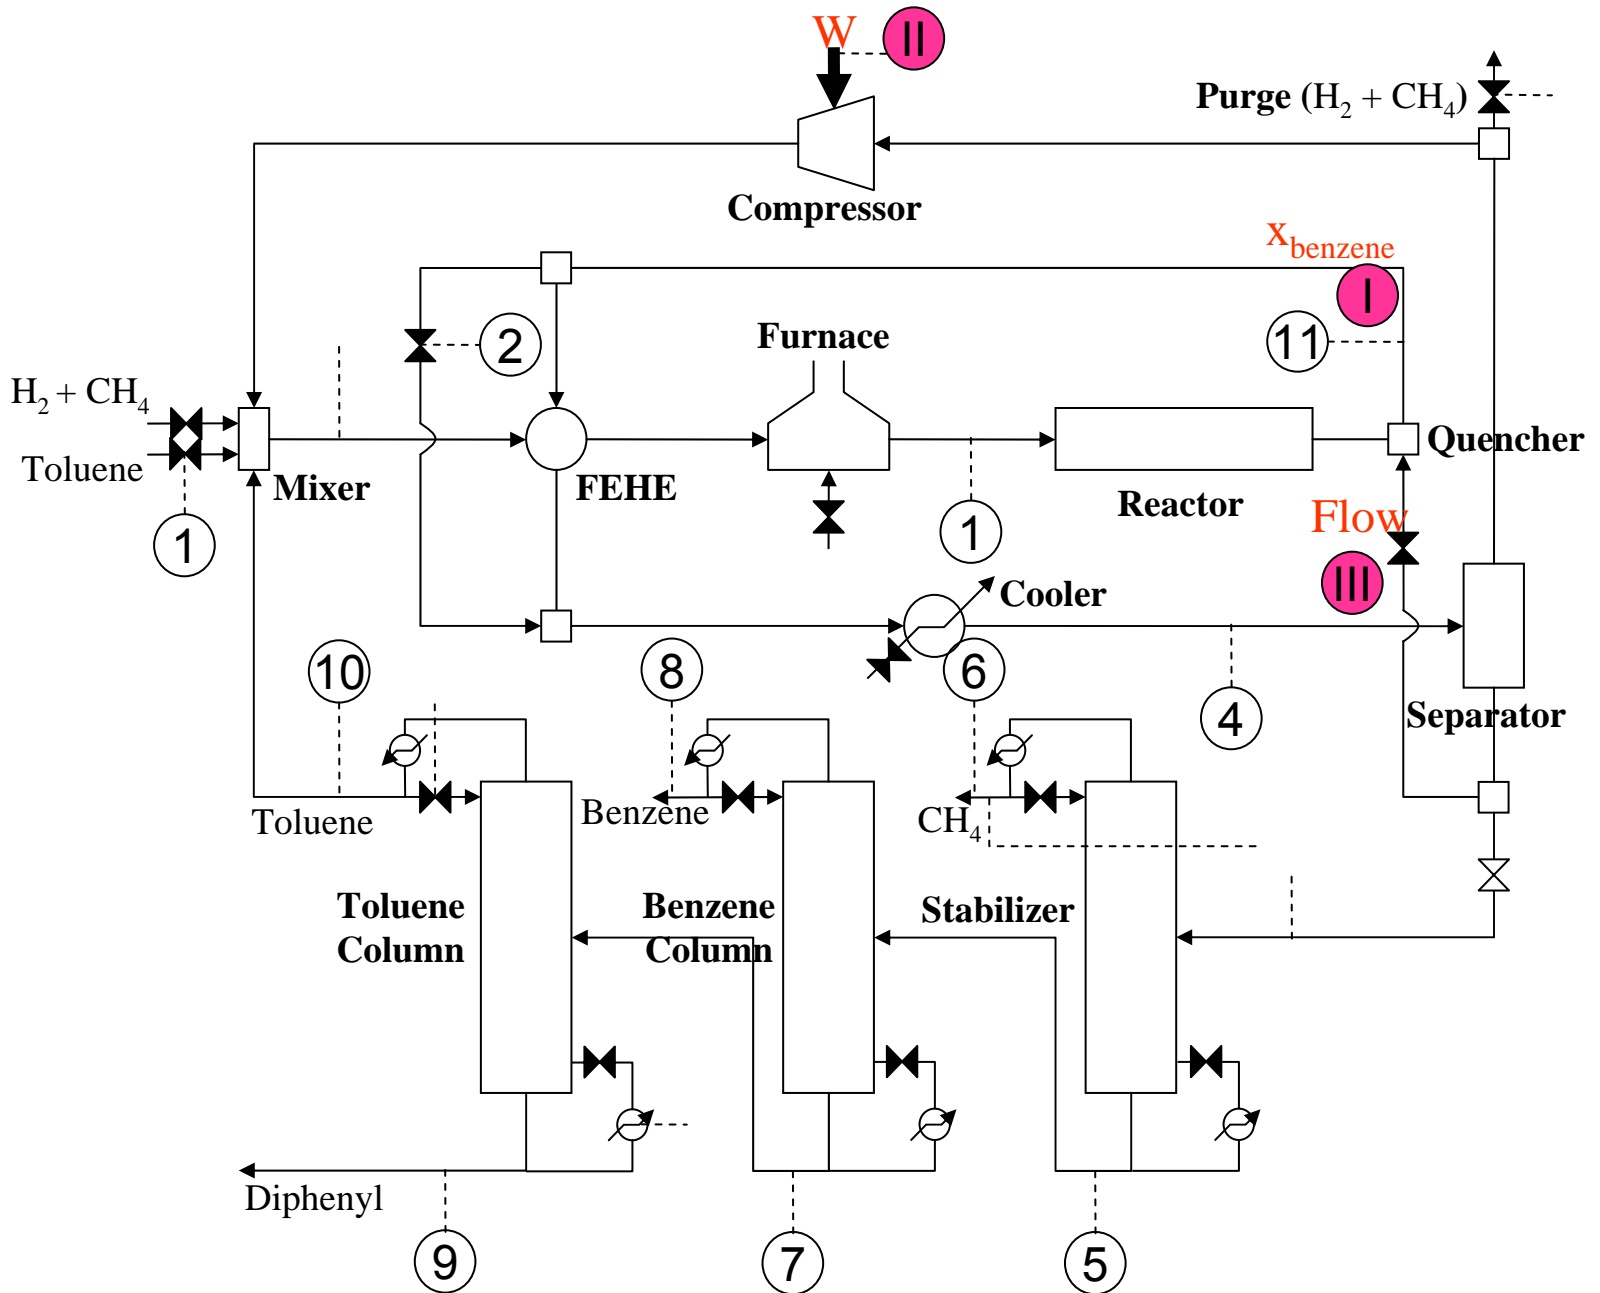 W
II
Purge (H2 + CH4)
Compressor
xbenzene
I
2
Furnace
11
H2 + CH4
Toluene
Mixer
FEHE
Quencher
Reactor
Flow
1
1
III
Cooler
10
8
6
4
Separator
Toluene
Benzene
CH4
Toluene
Column
Benzene
Column
Stabilizer
Diphenyl
9
7
5